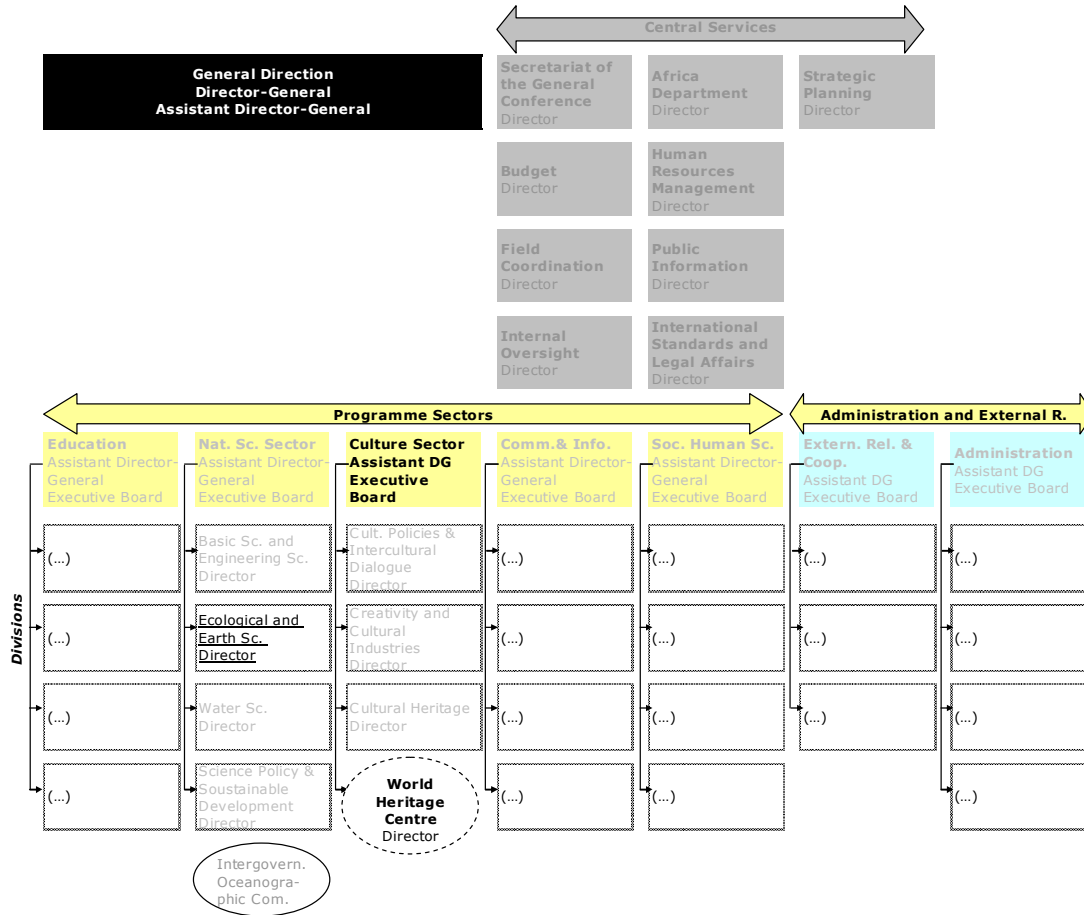 Central Services
General Direction
Director-General
Assistant Director-General
Secretariat of
the General
Conference
Director
Africa
Department
Director
Strategic
Planning
Director
Budget
Director
Human
Resources
Management
Director
Field
Coordination
Director
Public
Information
Director
Internal
Oversight
Director
International
Standards and
Legal Affairs
Director
Programme Sectors
Administration and External R.
Education
Assistant Director-
General
Executive Board
Nat. Sc. Sector
Assistant Director-
General
Executive Board
Culture Sector
Assistant DG
Executive
Board
Comm.& Info.
Assistant Director-
General
Executive Board
Soc. Human Sc.
Assistant Director-
General
Executive Board
Extern. Rel. &
Coop.
Assistant DG
Executive Board
Administration
Assistant DG
Executive Board
Divisions
(...)
Basic Sc. and
Engineering Sc.
Director
Cult. Policies &
Intercultural
Dialogue
Director
(...)
(...)
(...)
(...)
(...)
Ecological and
Earth Sc.
Director
Creativity and
Cultural
Industries
Director
(...)
(...)
(...)
(...)
(...)
Water Sc.
Director
Cultural Heritage
Director
(...)
(...)
(...)
(...)
(...)
Science Policy &
Soustainable
Development
Director
World
Heritage
Centre
Director
(...)
(...)
(...)
Intergovern.
Oceanogra-
phic Com.